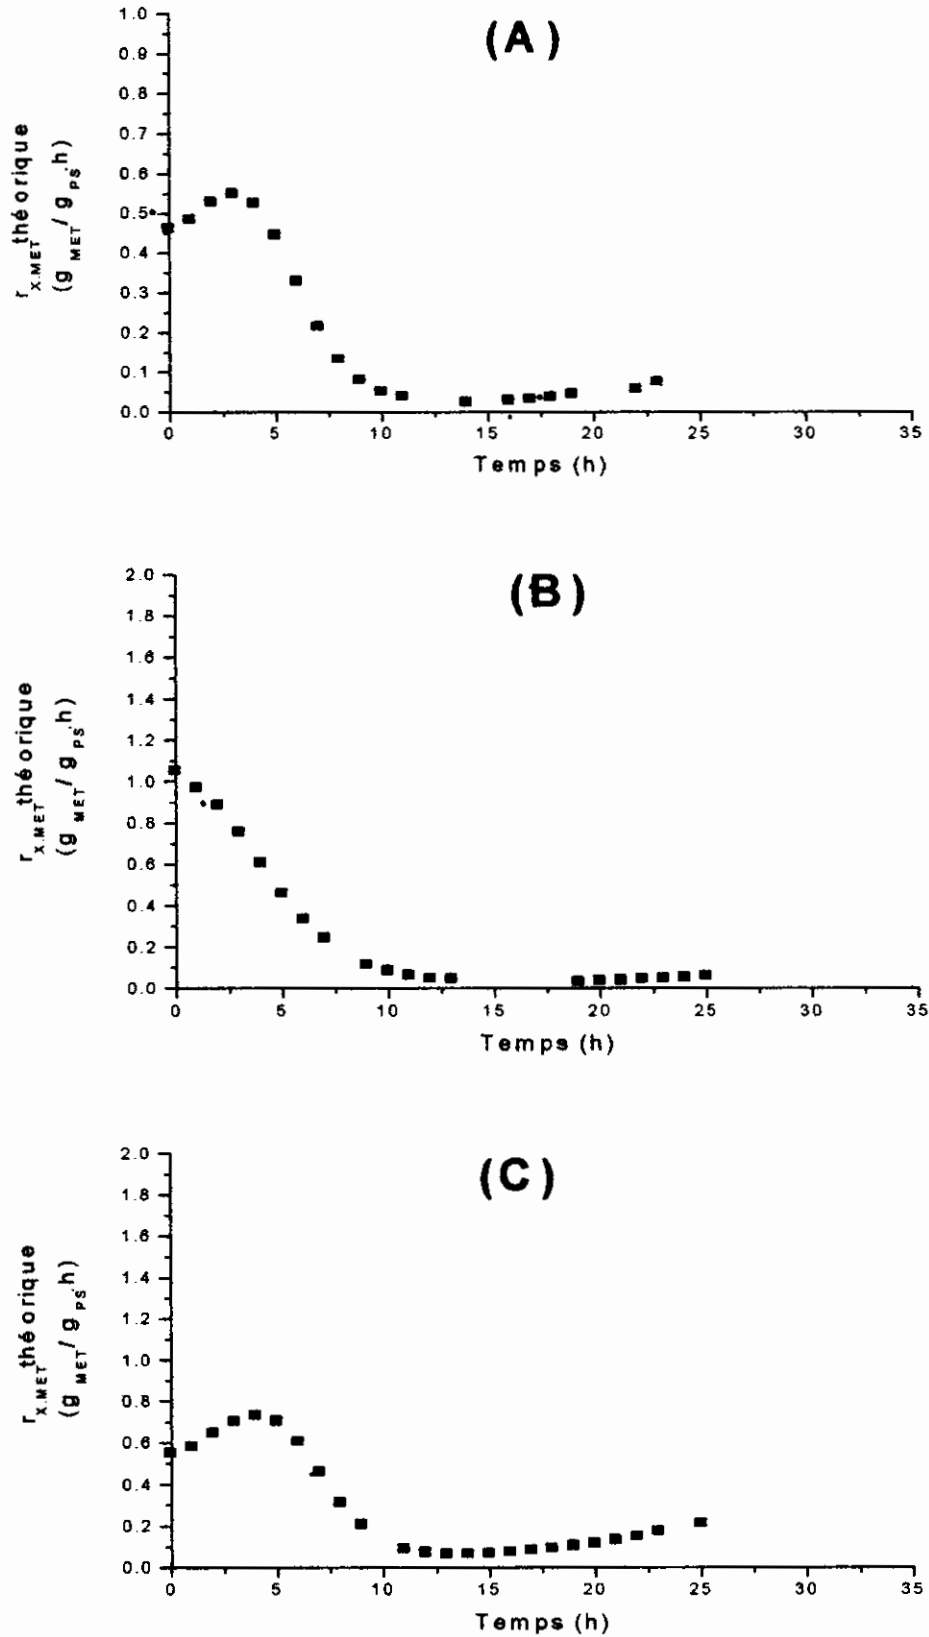 (A)
1.0
0.9
0.8
0.7
0.6
0.5
0.4
0.3
0.2
0.1
0.0
r X.MET théorique
(g MET / g PS.h)
0 5 10 15 20 25 30 35
Temps (h)
(B)
2.0
1.8
1.6
1.4
1.2
1.0
0.8
0.6
0.4
0.2
0.0
r X.MET théorique
(g MET / g PS.h)
0 5 10 15 20 25 30 35
Temps (h)
(C)
2.0
1.8
1.6
1.4
1.2
1.0
0.8
0.6
0.4
0.2
0.0
r X.MET théorique
(g MET / g PS.h)
0 5 10 15 20 25 30 35
Temps (h)